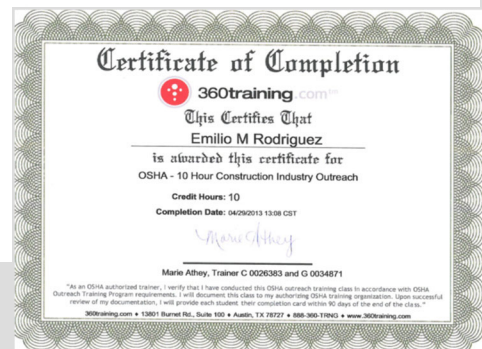 Certificate of Completion
360training.com™
This Certifies That
Emilio M Rodriguez
is awarded this certificate for
OSHA - 10 Hour Construction Industry Outreach
Credit Hours: 10
Completion Date: 04/29/2013 13:08 CST
Marie Athey
Marie Athey, Trainer C 0026383 and G 0034871
"As an OSHA authorized trainer, I verify that I have conducted this OSHA outreach training class in accordance with OSHA
Outreach Training Program requirements. I will document this class to my authorizing OSHA training organization. Upon successful
review of my documentation, I will provide each student their completion card within 90 days of the end of the class."
360training.com ♦ 13801 Burnet Rd., Suite 100 ♦ Austin, TX 78727 ♦ 888-360-TRNG ♦ www.360training.com